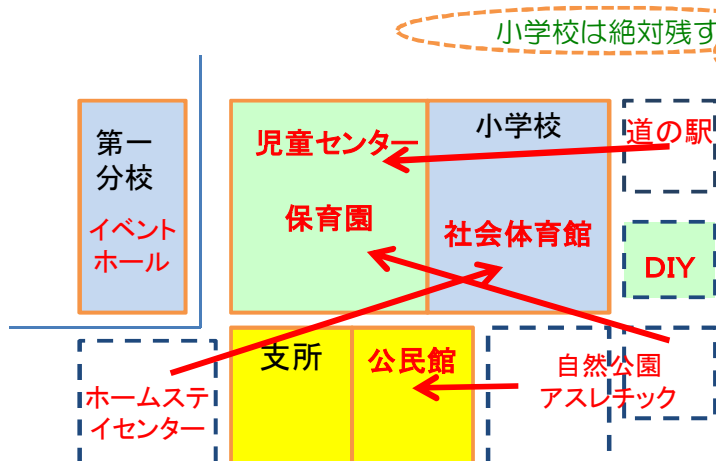 小学校は絶対残す
第一
分校
イベント
ホール
児童センター
保育園
小学校
社会体育館
道の駅
DIY
支所
公民館
ホームステ
イセンター
自然公園
アスレチック